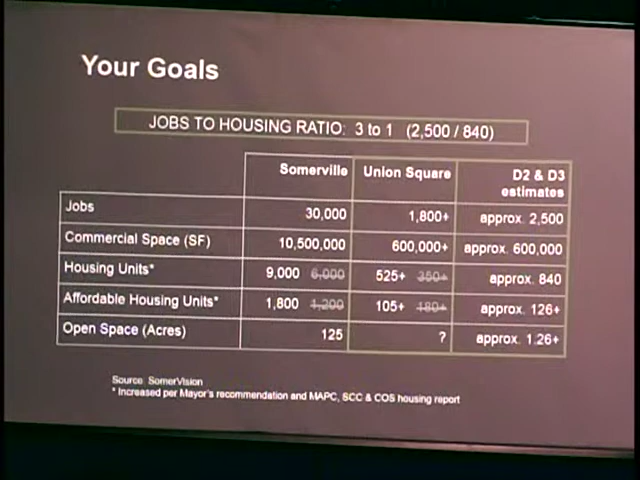 Your Goals
JOBS TO HOUSING RATIO: 3 to 1 (2,500 / 840)
Somerville Union Square D2 & D3 estimates
Jobs 30,000 1,800+ approx. 2,500
Commercial Space (SF) 10,500,000 600,000+ approx. 600,000
Housing Units* 9,000 6,000 525+ 350+ approx. 840
Affordable Housing Units* 1,800 1,200 105+ 180+ approx. 126+
Open Space (Acres) 125 ? approx. 1.26+
Source: SomerVision
* Increased per Mayor's recommendation and MAPC, SCC & COS housing report